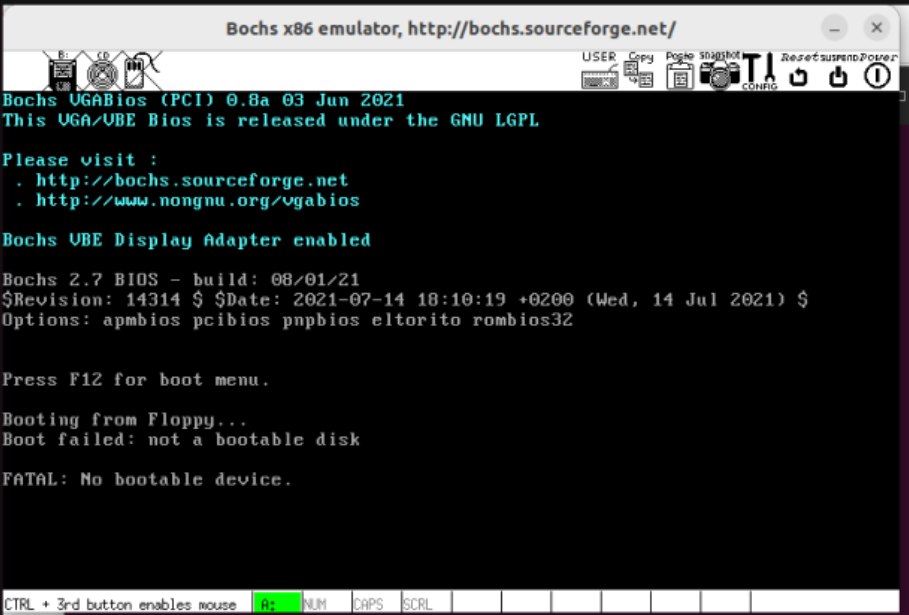 Bochs x86 emulator, http://bochs.sourceforge.net/
B: CD USER Copy Paste snapshot CONFIG Reset SUSPEND Power
Bochs VGABios (PCI) 0.8a 03 Jun 2021
This VGA/VBE Bios is released under the GNU LGPL
Please visit :
. http://bochs.sourceforge.net
. http://www.nongnu.org/vgabios
Bochs VBE Display Adapter enabled
Bochs 2.7 BIOS - build: 08/01/21
$Revision: 14314 $ $Date: 2021-07-14 18:10:19 +0200 (Wed, 14 Jul 2021) $
Options: apmbios pcibios pnpbios eltorito rombios32
Press F12 for boot menu.
Booting from Floppy...
Boot failed: not a bootable disk
FATAL: No bootable device.
CTRL + 3rd button enables mouse A: NUM CAPS SCRL